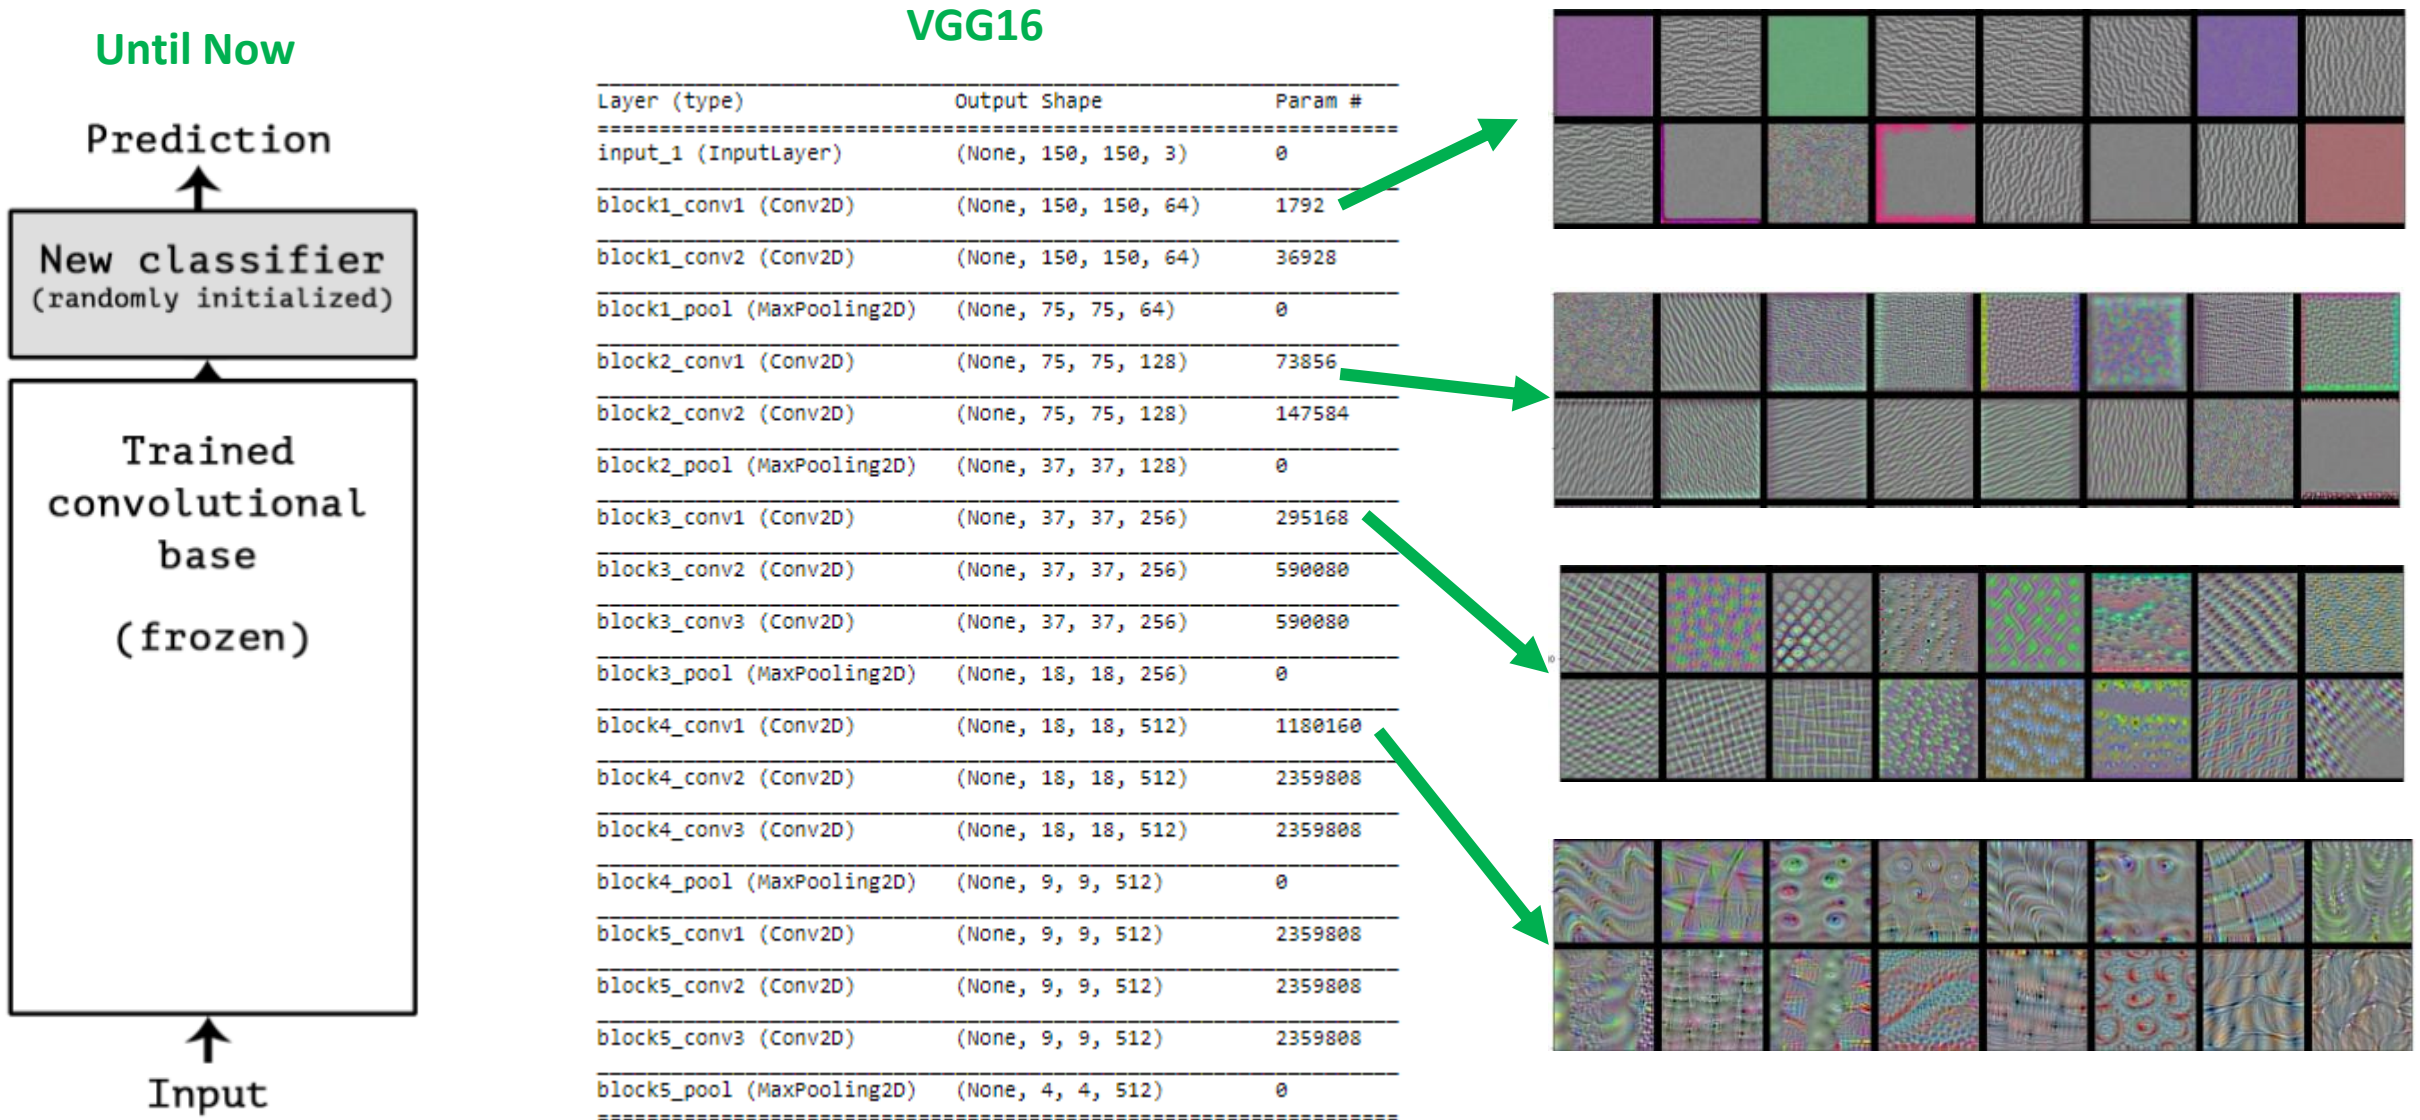 Until Now
Prediction
New classifier
(randomly initialized)
Trained
convolutional
base
(frozen)
Input
VGG16
Layer (type) Output Shape Param #
=================================================================
input_1 (InputLayer) (None, 150, 150, 3) 0
block1_conv1 (Conv2D) (None, 150, 150, 64) 1792
block1_conv2 (Conv2D) (None, 150, 150, 64) 36928
block1_pool (MaxPooling2D) (None, 75, 75, 64) 0
block2_conv1 (Conv2D) (None, 75, 75, 128) 73856
block2_conv2 (Conv2D) (None, 75, 75, 128) 147584
block2_pool (MaxPooling2D) (None, 37, 37, 128) 0
block3_conv1 (Conv2D) (None, 37, 37, 256) 295168
block3_conv2 (Conv2D) (None, 37, 37, 256) 590080
block3_conv3 (Conv2D) (None, 37, 37, 256) 590080
block3_pool (MaxPooling2D) (None, 18, 18, 256) 0
block4_conv1 (Conv2D) (None, 18, 18, 512) 1180160
block4_conv2 (Conv2D) (None, 18, 18, 512) 2359808
block4_conv3 (Conv2D) (None, 18, 18, 512) 2359808
block4_pool (MaxPooling2D) (None, 9, 9, 512) 0
block5_conv1 (Conv2D) (None, 9, 9, 512) 2359808
block5_conv2 (Conv2D) (None, 9, 9, 512) 2359808
block5_conv3 (Conv2D) (None, 9, 9, 512) 2359808
block5_pool (MaxPooling2D) (None, 4, 4, 512) 0
=================================================================